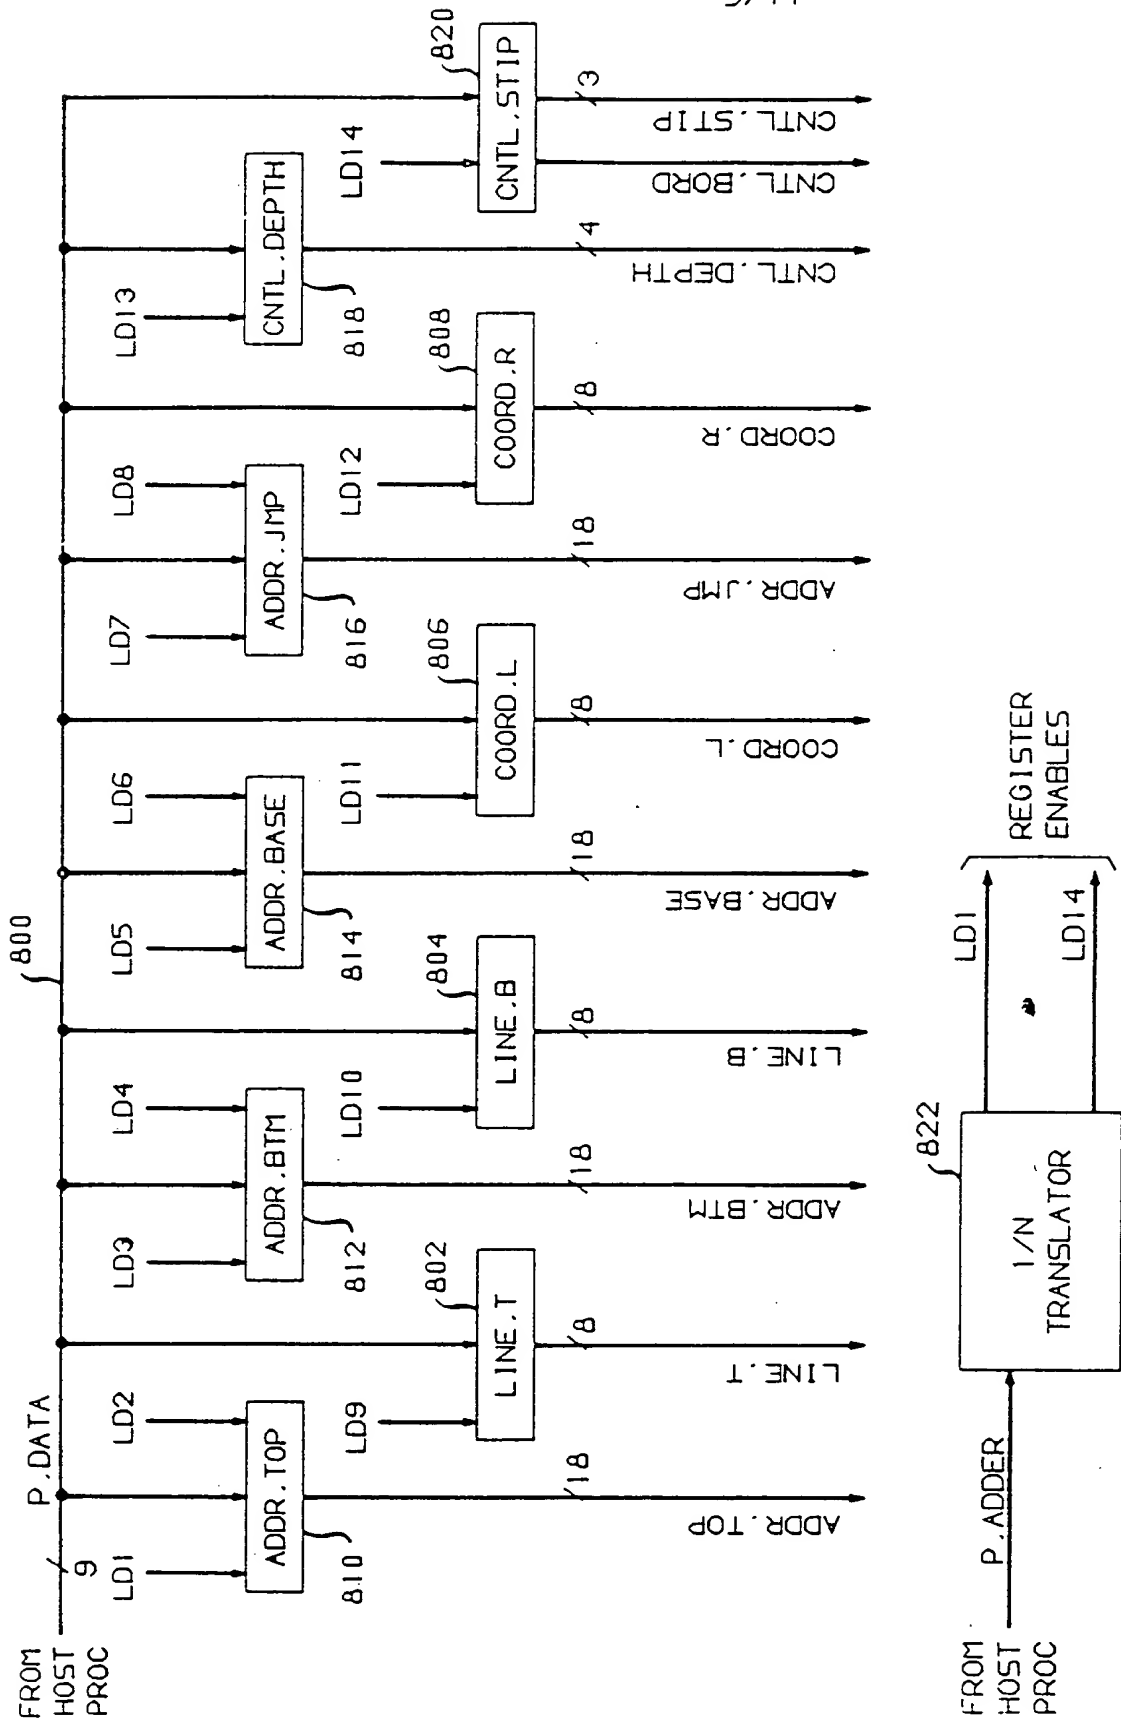 FROM
HOST
PROC
9
P.DATA
800
LD1
LD2
ADDR.TOP
810
18
ADDR.TOP
LD9
LINE.T
802
8
LINE.T
LD3
LD4
ADDR.BTM
812
18
ADDR.BTM
LD10
LINE.B
804
8
LINE.B
LD5
LD6
ADDR.BASE
814
18
ADDR.BASE
LD11
COORD.L
806
8
COORD.L
LD7
LD8
ADDR.JMP
816
18
ADDR.JMP
LD12
COORD.R
808
8
COORD.R
LD13
CNTL.DEPTH
818
4
CNTL.DEPTH
LD14
CNTL.STIP
820
CNTL.BORD
3
CNTL.STIP
FROM
HOST
PROC
P.ADDER
1/N
TRANSLATOR
822
LD1
LD14
REGISTER
ENABLES